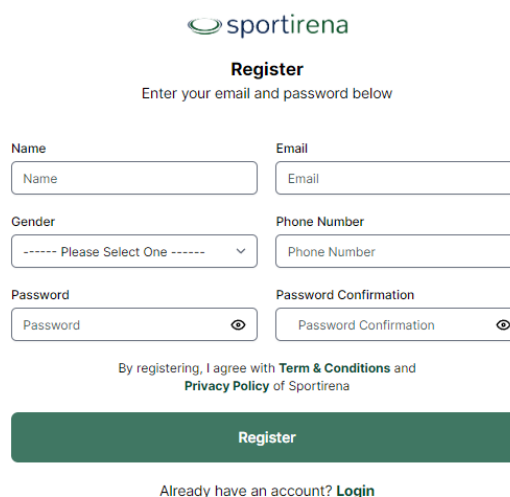 sportirena
Register
Enter your email and password below
Name
Email
Name
Email
Gender
Phone Number
------ Please Select One ------
Phone Number
Password
Password Confirmation
Password
Password Confirmation
By registering, I agree with Term & Conditions and
Privacy Policy of Sportirena
Register
Already have an account? Login